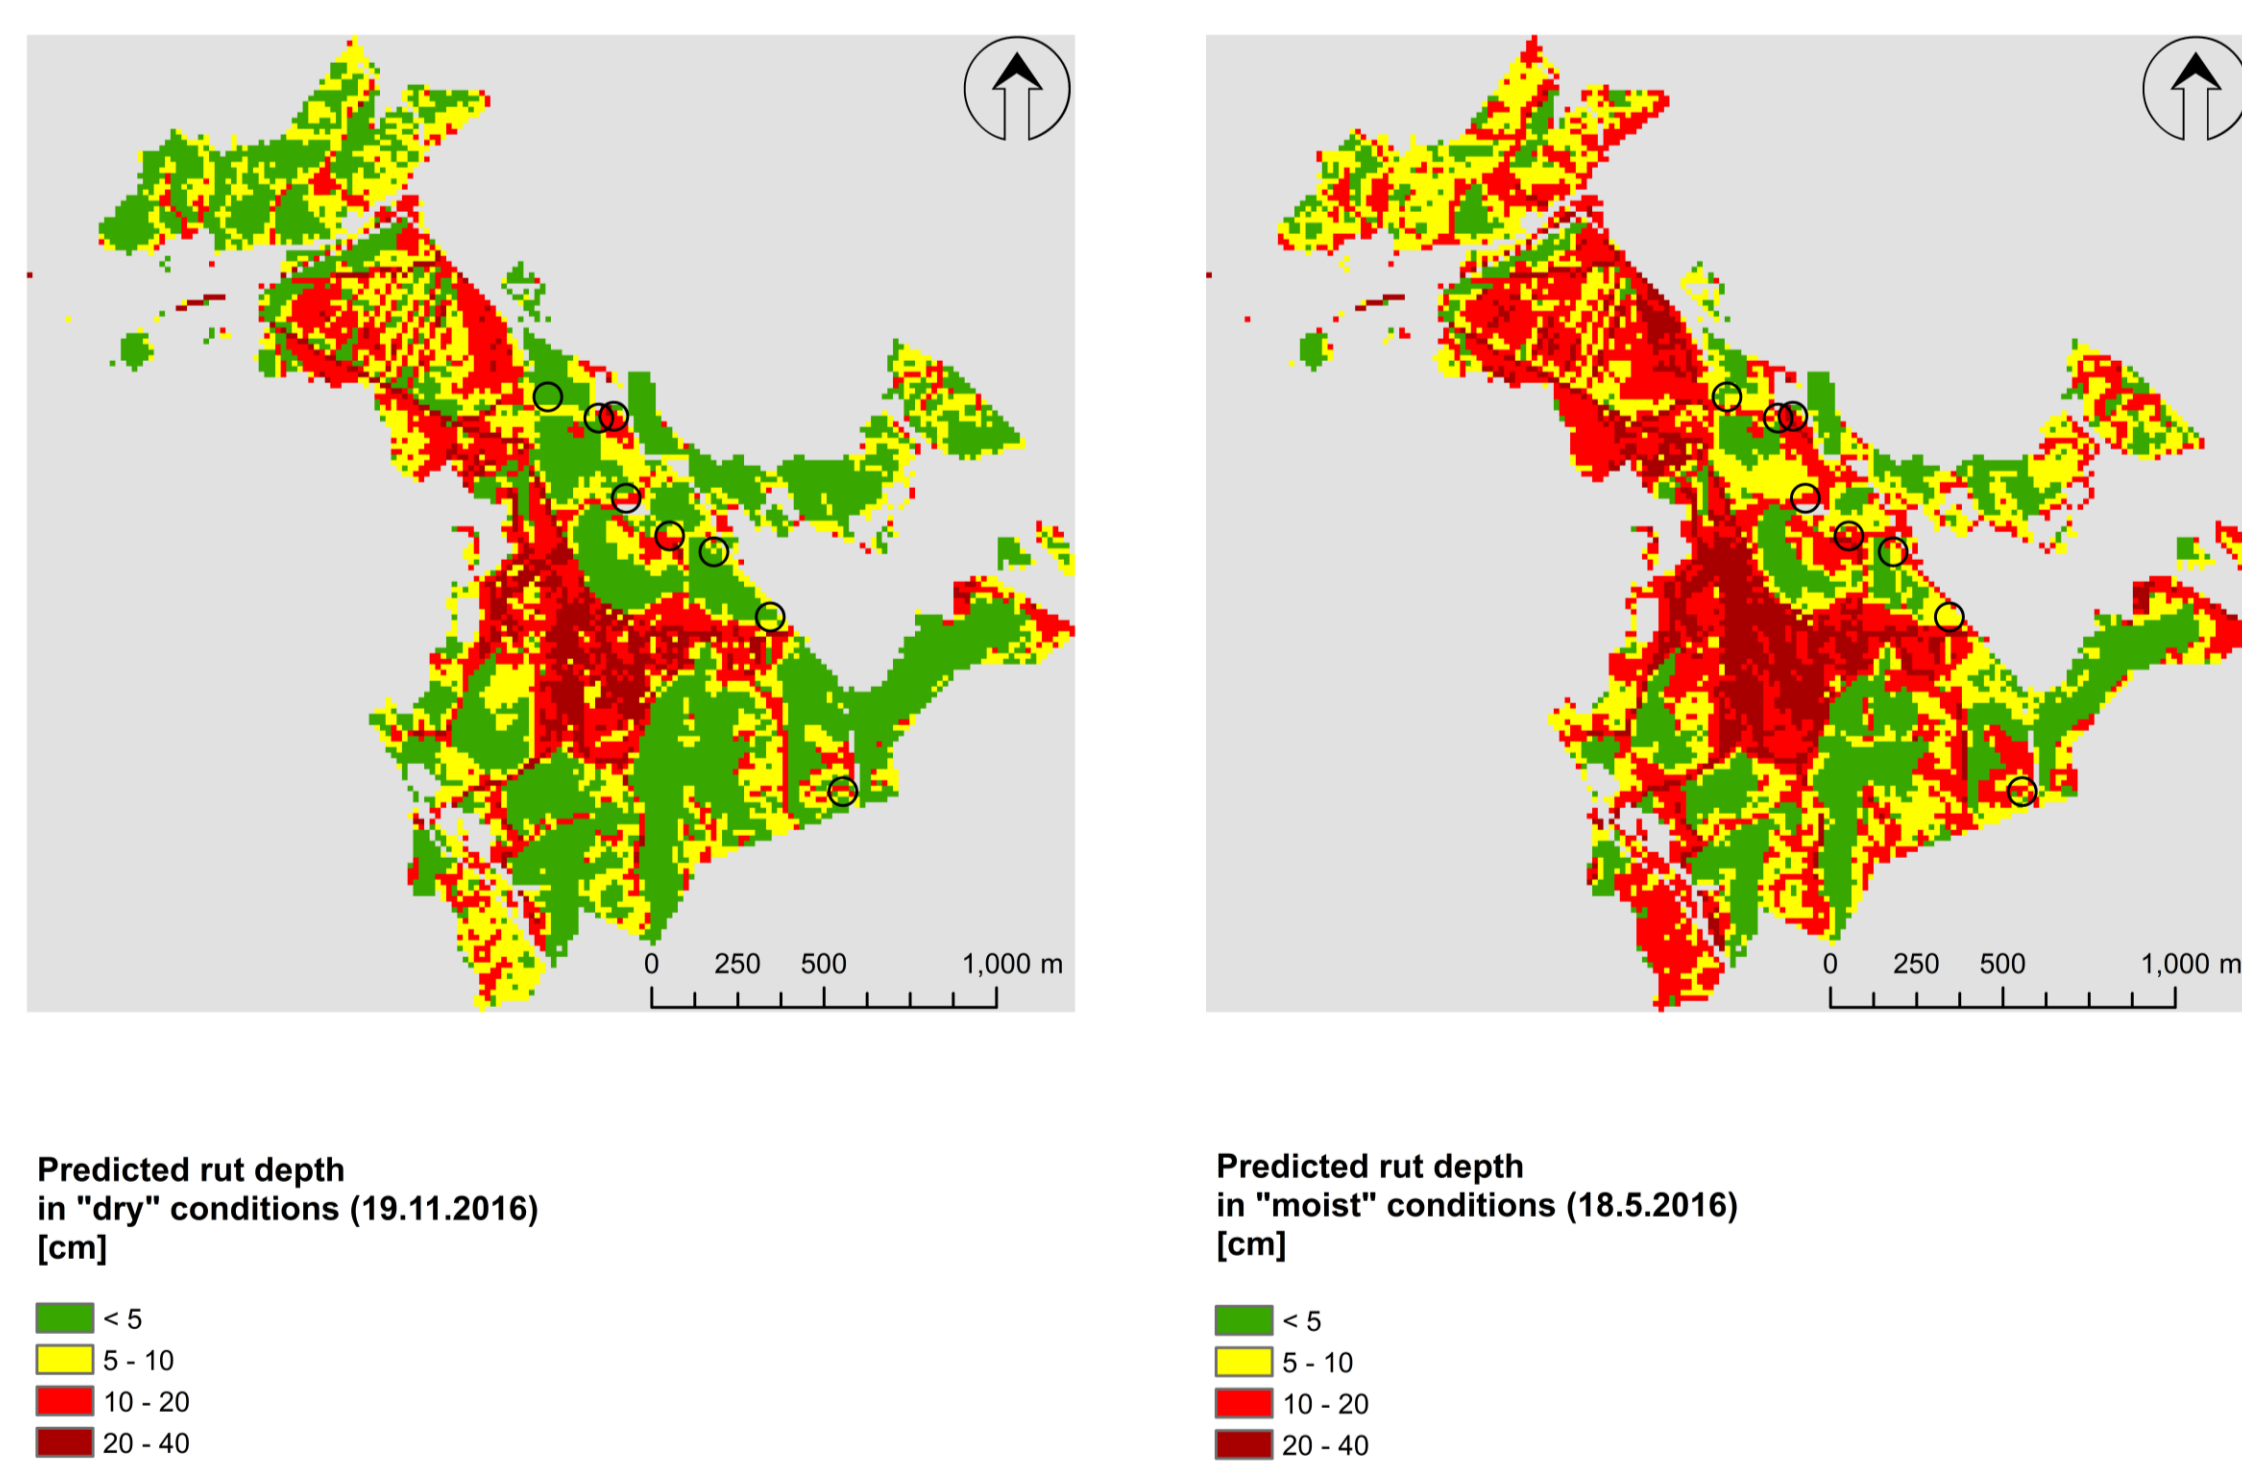 0 250 500 1,000 m
0 250 500 1,000 m
Predicted rut depth
in "dry" conditions (19.11.2016)
[cm]
< 5
5 - 10
10 - 20
20 - 40
Predicted rut depth
in "moist" conditions (18.5.2016)
[cm]
< 5
5 - 10
10 - 20
20 - 40